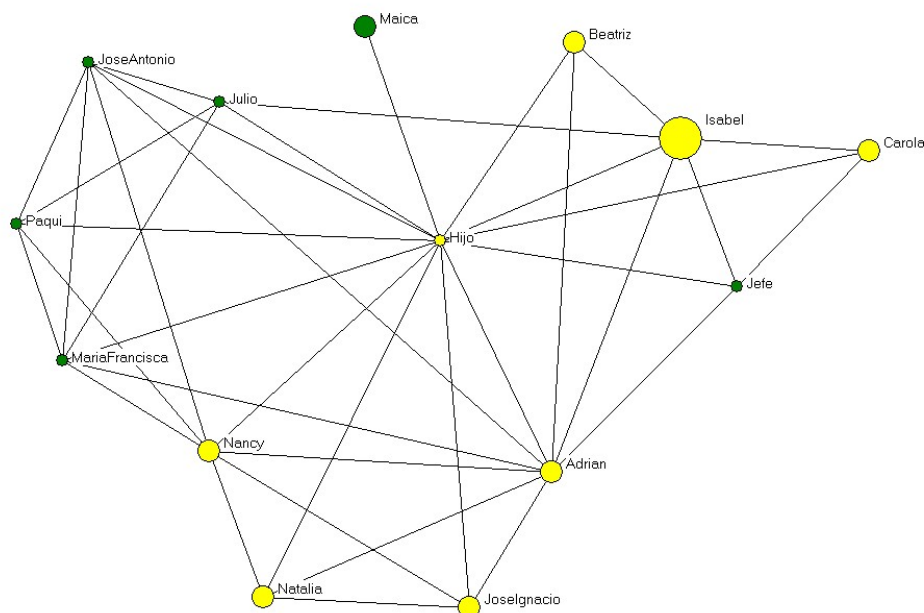 Maica
Beatriz
JoseAntonio
Julio
Isabel
Carola
Paqui
Hijo
Jefe
MariaFrancisca
Nancy
Adrian
Natalia
JoseIgnacio